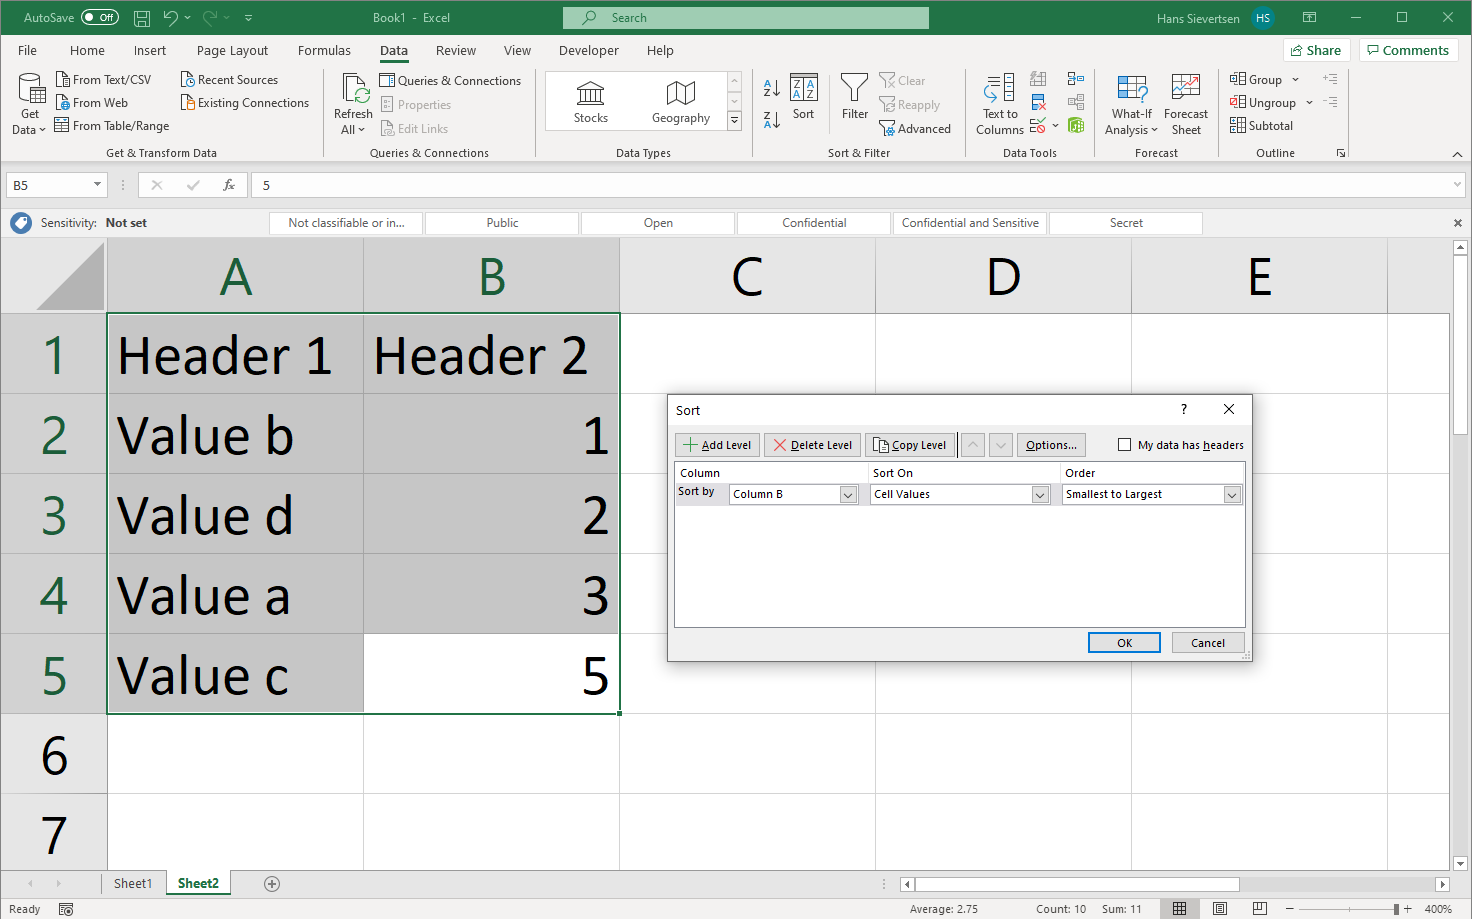 AutoSave Off Book1 - Excel Search Hans Sievertsen HS
File Home Insert Page Layout Formulas Data Review View Developer Help Share Comments
Get Data
From Text/CSV
From Web
From Table/Range
Recent Sources
Existing Connections
Get & Transform Data
Refresh All
Queries & Connections
Properties
Edit Links
Queries & Connections
Stocks Geography
Data Types
Sort
Filter
Clear
Reapply
Advanced
Sort & Filter
Text to Columns
Data Tools
What-If Analysis
Forecast Sheet
Forecast
Group
Ungroup
Subtotal
Outline
B5 fx 5
Sensitivity: Not set Not classifiable or in... Public Open Confidential Confidential and Sensitive Secret
A B C D E
1 Header 1 Header 2
2 Value b 1
3 Value d 2
4 Value a 3
5 Value c 5
6
7
Sort ?
Add Level Delete Level Copy Level Options... My data has headers
Column Sort On Order
Sort by Column B Cell Values Smallest to Largest
OK Cancel
Sheet1 Sheet2
Ready Average: 2.75 Count: 10 Sum: 11 400%